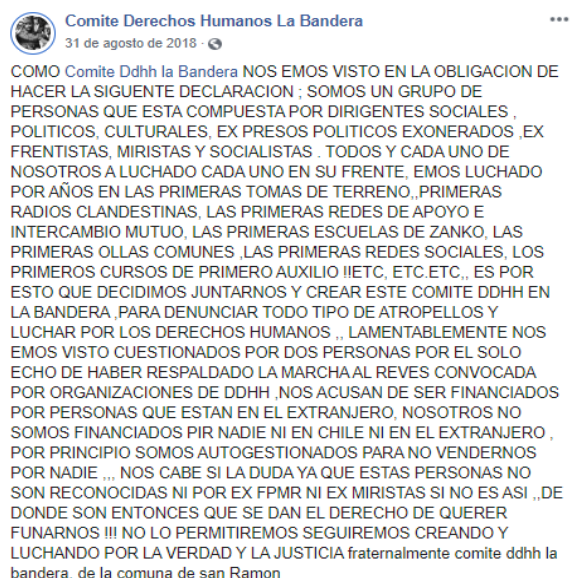 Comite Derechos Humanos La Bandera
31 de agosto de 2018 ·
COMO Comite Ddhh la Bandera NOS EMOS VISTO EN LA OBLIGACION DE
HACER LA SIGUENTE DECLARACION ; SOMOS UN GRUPO DE
PERSONAS QUE ESTA COMPUESTA POR DIRIGENTES SOCIALES ,
POLITICOS, CULTURALES, EX PRESOS POLITICOS EXONERADOS ,EX
FRENTISTAS, MIRISTAS Y SOCIALISTAS . TODOS Y CADA UNO DE
NOSOTROS A LUCHADO CADA UNO EN SU FRENTE, EMOS LUCHADO
POR AÑOS EN LAS PRIMERAS TOMAS DE TERRENO,,PRIMERAS
RADIOS CLANDESTINAS, LAS PRIMERAS REDES DE APOYO E
INTERCAMBIO MUTUO, LAS PRIMERAS ESCUELAS DE ZANKO, LAS
PRIMERAS OLLAS COMUNES ,LAS PRIMERAS REDES SOCIALES, LOS
PRIMEROS CURSOS DE PRIMERO AUXILIO !!ETC, ETC.ETC,, ES POR
ESTO QUE DECIDIMOS JUNTARNOS Y CREAR ESTE COMITE DDHH EN
LA BANDERA ,PARA DENUNCIAR TODO TIPO DE ATROPELLOS Y
LUCHAR POR LOS DERECHOS HUMANOS ,, LAMENTABLEMENTE NOS
EMOS VISTO CUESTIONADOS POR DOS PERSONAS POR EL SOLO
ECHO DE HABER RESPALDADO LA MARCHA AL REVES CONVOCADA
POR ORGANIZACIONES DE DDHH ,NOS ACUSAN DE SER FINANCIADOS
POR PERSONAS QUE ESTAN EN EL EXTRANJERO, NOSOTROS NO
SOMOS FINANCIADOS PIR NADIE NI EN CHILE NI EN EL EXTRANJERO ,
POR PRINCIPIO SOMOS AUTOGESTIONADOS PARA NO VENDERNOS
POR NADIE ,,, NOS CABE SI LA DUDA YA QUE ESTAS PERSONAS NO
SON RECONOCIDAS NI POR EX FPMR NI EX MIRISTAS SI NO ES ASI ,,DE
DONDE SON ENTONCES QUE SE DAN EL DERECHO DE QUERER
FUNARNOS !!! NO LO PERMITIREMOS SEGUIREMOS CREANDO Y
LUCHANDO POR LA VERDAD Y LA JUSTICIA fraternalmente comite ddhh la
bandera, de la comuna de san Ramon